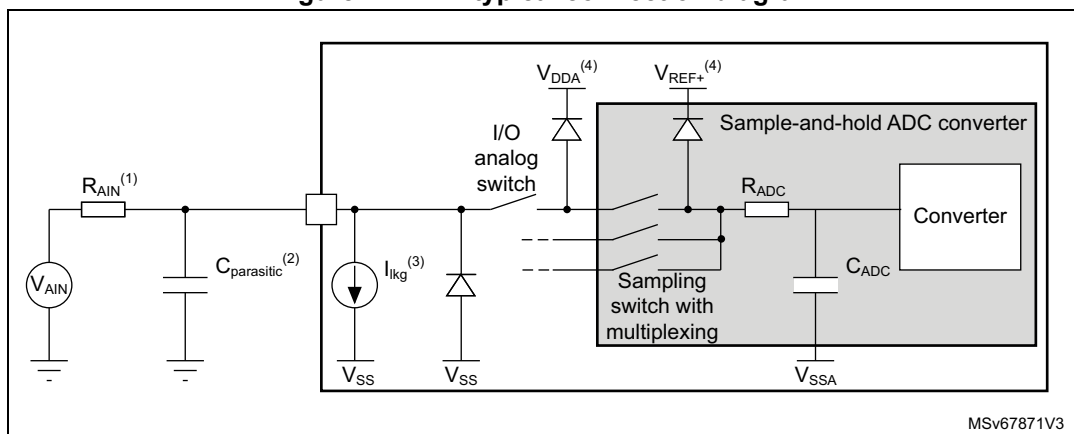 V_DDA(4)
V_REF+(4)
Sample-and-hold ADC converter
I/O
analog
switch
R_AIN(1)
R_ADC
Converter
C_parasitic(2)
I_lkg(3)
V_AIN
C_ADC
Sampling
switch with
multiplexing
V_SS
V_SS
V_SSA
MSv67871V3